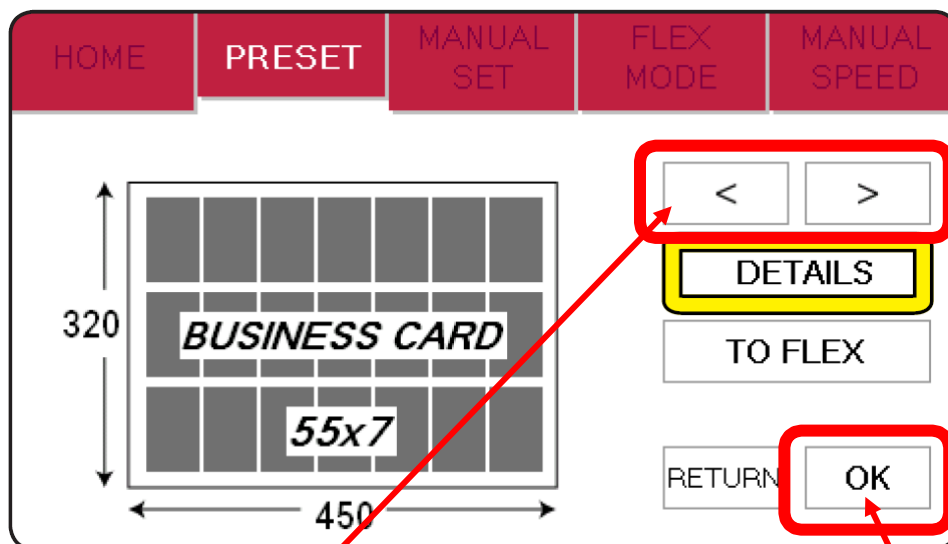 HOME
PRESET
MANUAL
SET
FLEX
MODE
MANUAL
SPEED
<
>
DETAILS
320
BUSINESS CARD
TO FLEX
55x7
RETURN
OK
450